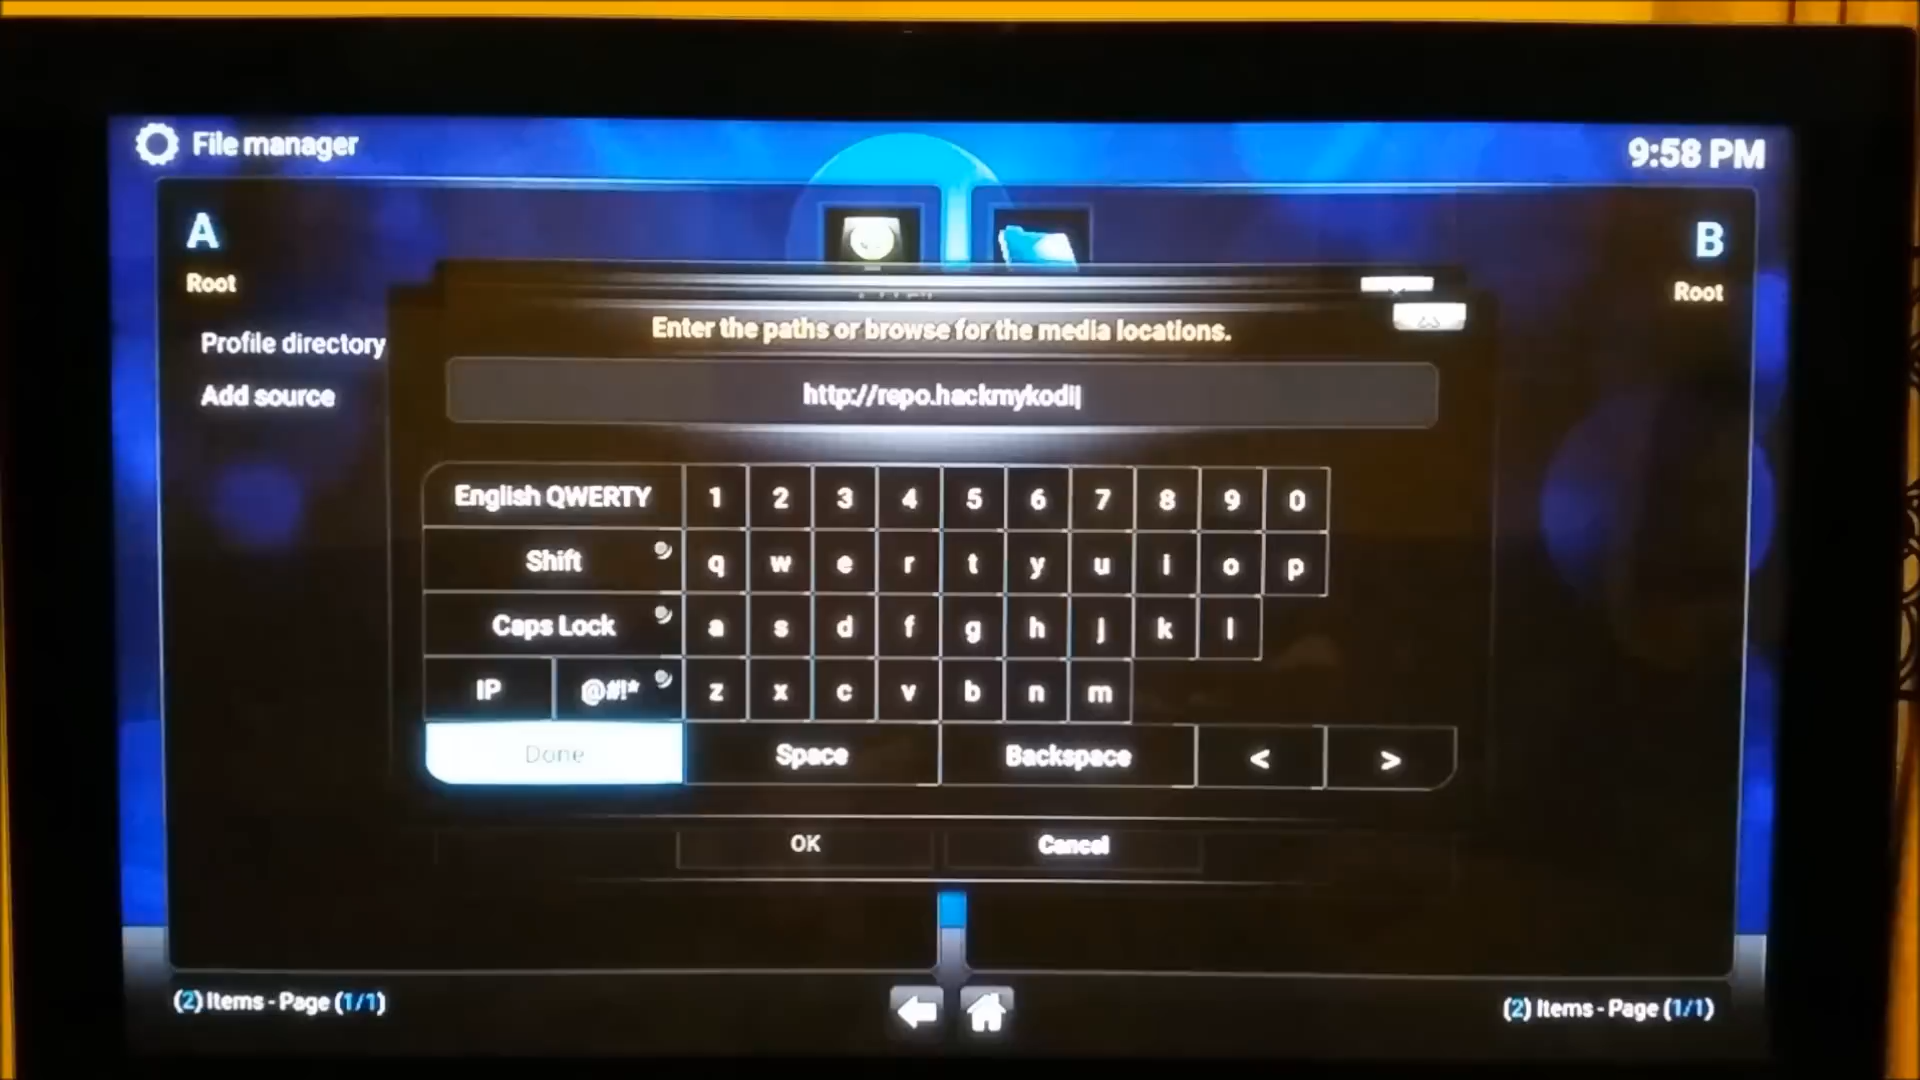 File manager
9:58 PM
A
B
Root
Root
Profile directory
Add source
Enter the paths or browse for the media locations.
http://repo.hackmykodi|
English QWERTY 1 2 3 4 5 6 7 8 9 0
Shift q w e r t y u i o p
Caps Lock a s d f g h j k l
IP @#!* z x c v b n m
Done Space Backspace < >
OK Cancel
(2) Items - Page (1/1)
(2) Items - Page (1/1)